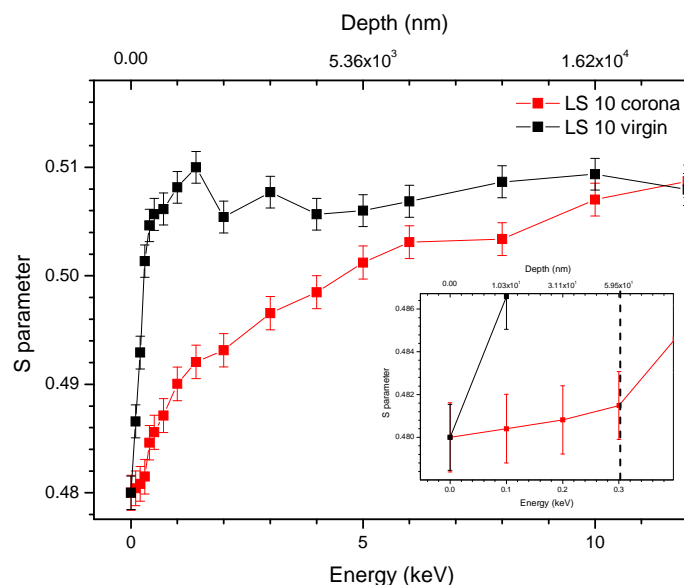 Depth (nm)
0.00 5.36x10³ 1.62x10⁴
LS 10 corona
LS 10 virgin
0.51
0.50
0.49
0.48
S parameter
0 5 10
Energy (keV)
Depth (nm)
0.00 1.03x10¹ 3.11x10¹ 5.95x10¹
0.486
0.484
0.482
0.480
S parameter
0.0 0.1 0.2 0.3
Energy (keV)